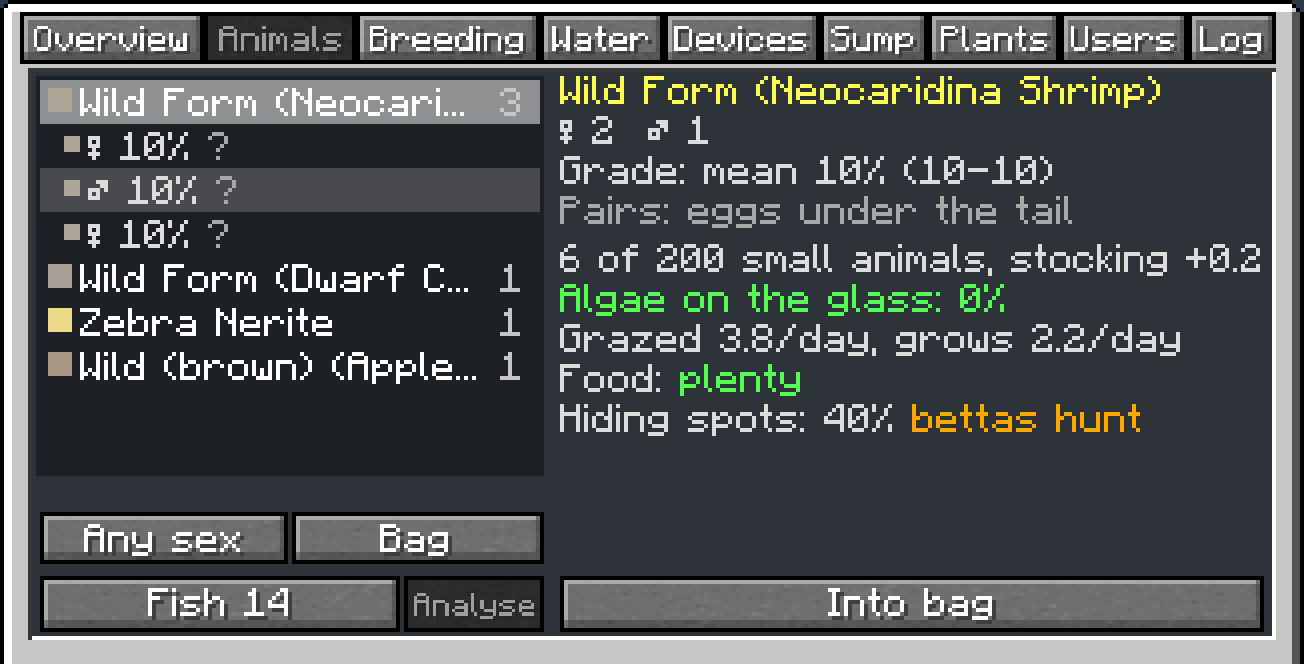 Overview Animals Breeding Water Devices Sump Plants Users Log
Wild Form (Neocari... 3
♀ 10% ?
♂ 10% ?
♀ 10% ?
Wild Form (Dwarf C... 1
Zebra Nerite 1
Wild (brown) (Apple... 1
Any sex Bag
Fish 14 Analyse
Wild Form (Neocaridina Shrimp)
♀ 2 ♂ 1
Grade: mean 10% (10-10)
Pairs: eggs under the tail
6 of 200 small animals, stocking +0.2
Algae on the glass: 0%
Grazed 3.8/day, grows 2.2/day
Food: plenty
Hiding spots: 40% bettas hunt
Into bag